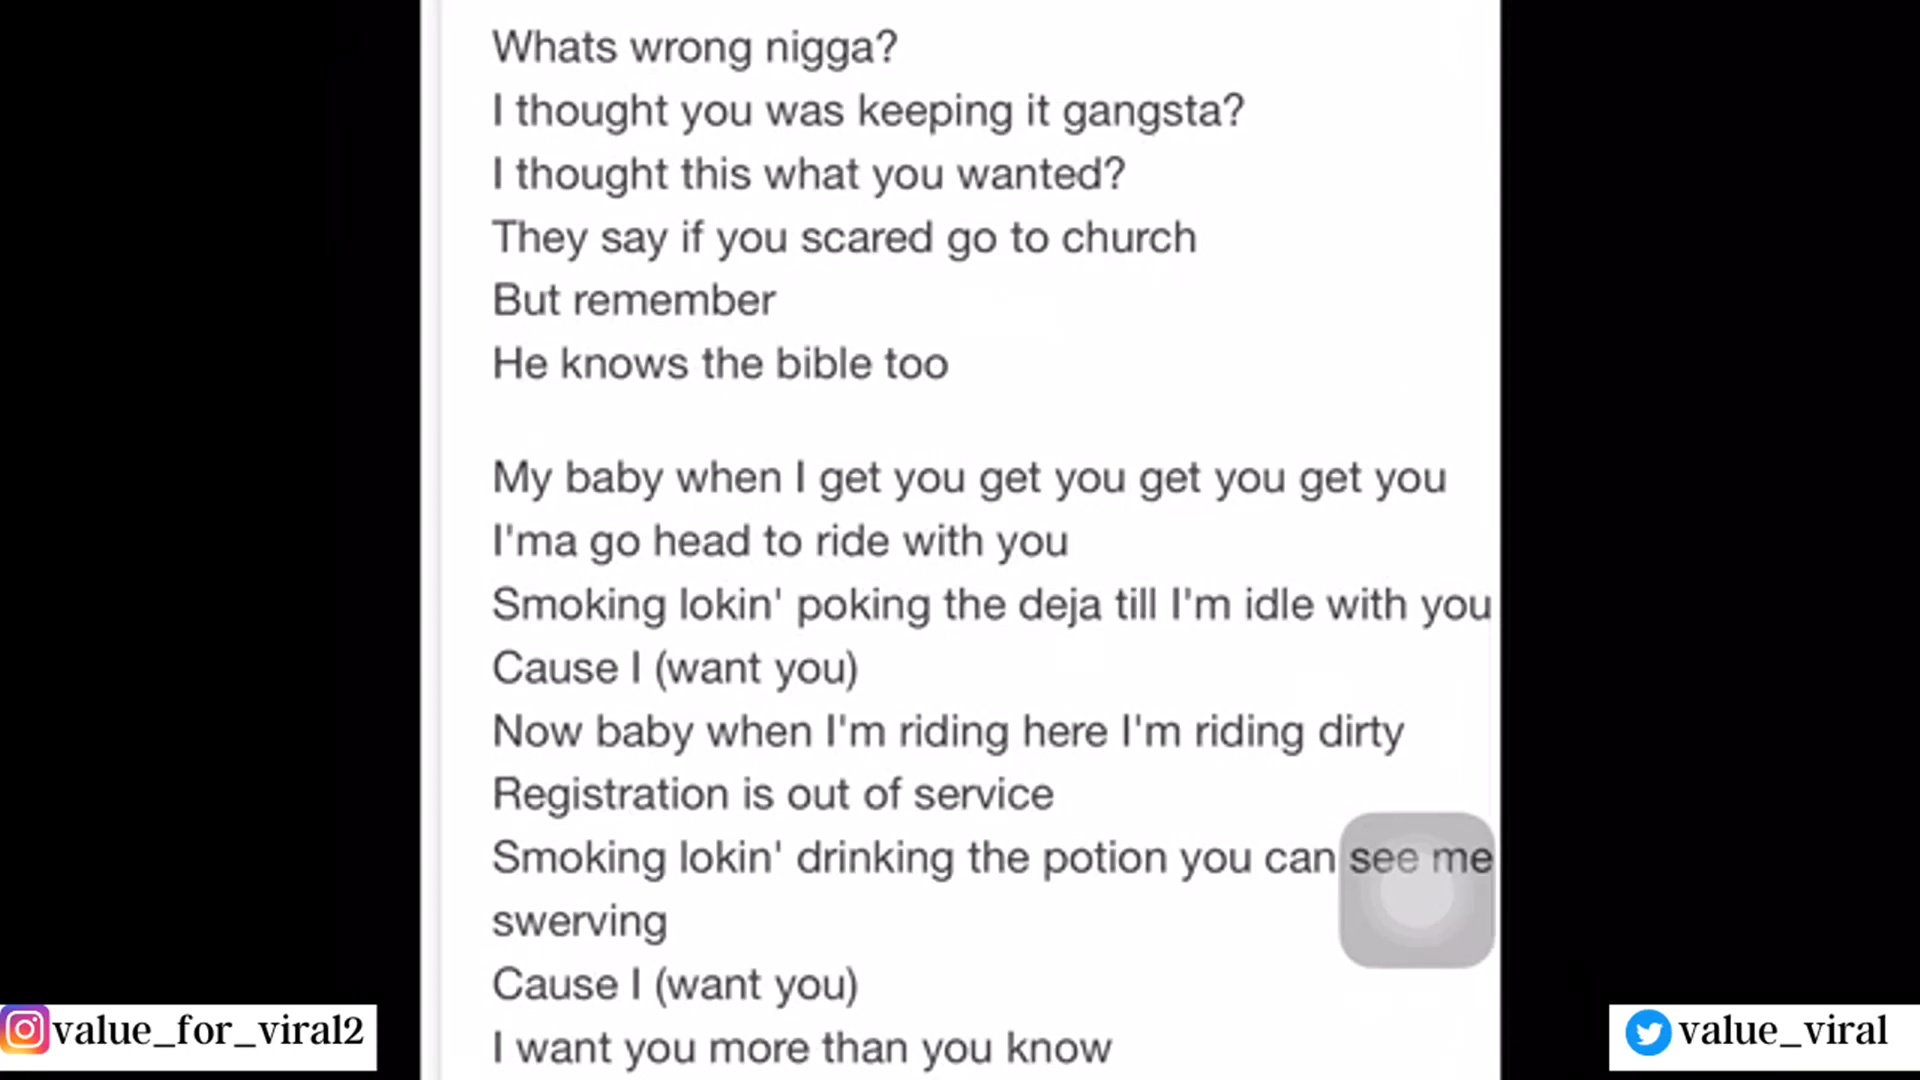 Whats wrong nigga?
I thought you was keeping it gangsta?
I thought this what you wanted?
They say if you scared go to church
But remember
He knows the bible too
My baby when I get you get you get you get you
I'ma go head to ride with you
Smoking lokin' poking the deja till I'm idle with you
Cause I (want you)
Now baby when I'm riding here I'm riding dirty
Registration is out of service
Smoking lokin' drinking the potion you can see me
swerving
Cause I (want you)
I want you more than you know
value_for_viral2
value_viral